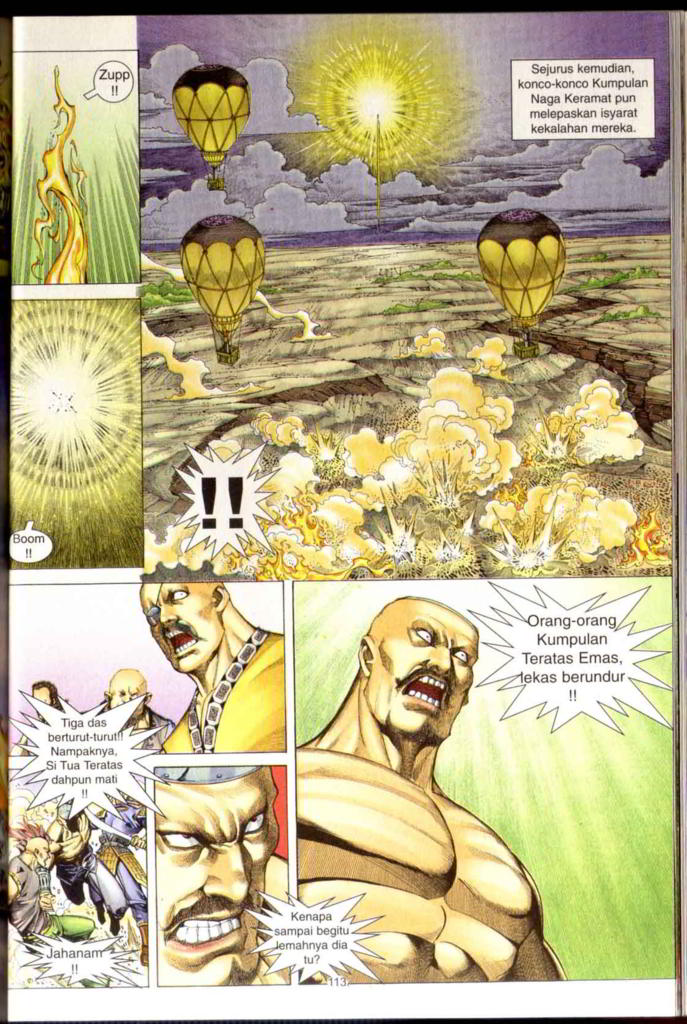 Zupp
!!
Boom
!!
Sejurus kemudian,
konco-konco Kumpulan
Naga Keramat pun
melepaskan isyarat
kekalahan mereka.
!!
Tiga das
berturut-turut!!
Nampaknya,
Si Tua Teratas
dahpun mati
!!
Jahanam
!!
Kenapa
sampai begitu
lemahnya dia
tu?
Orang-orang
Kumpulan
Teratas Emas,
lekas berundur
!!
113